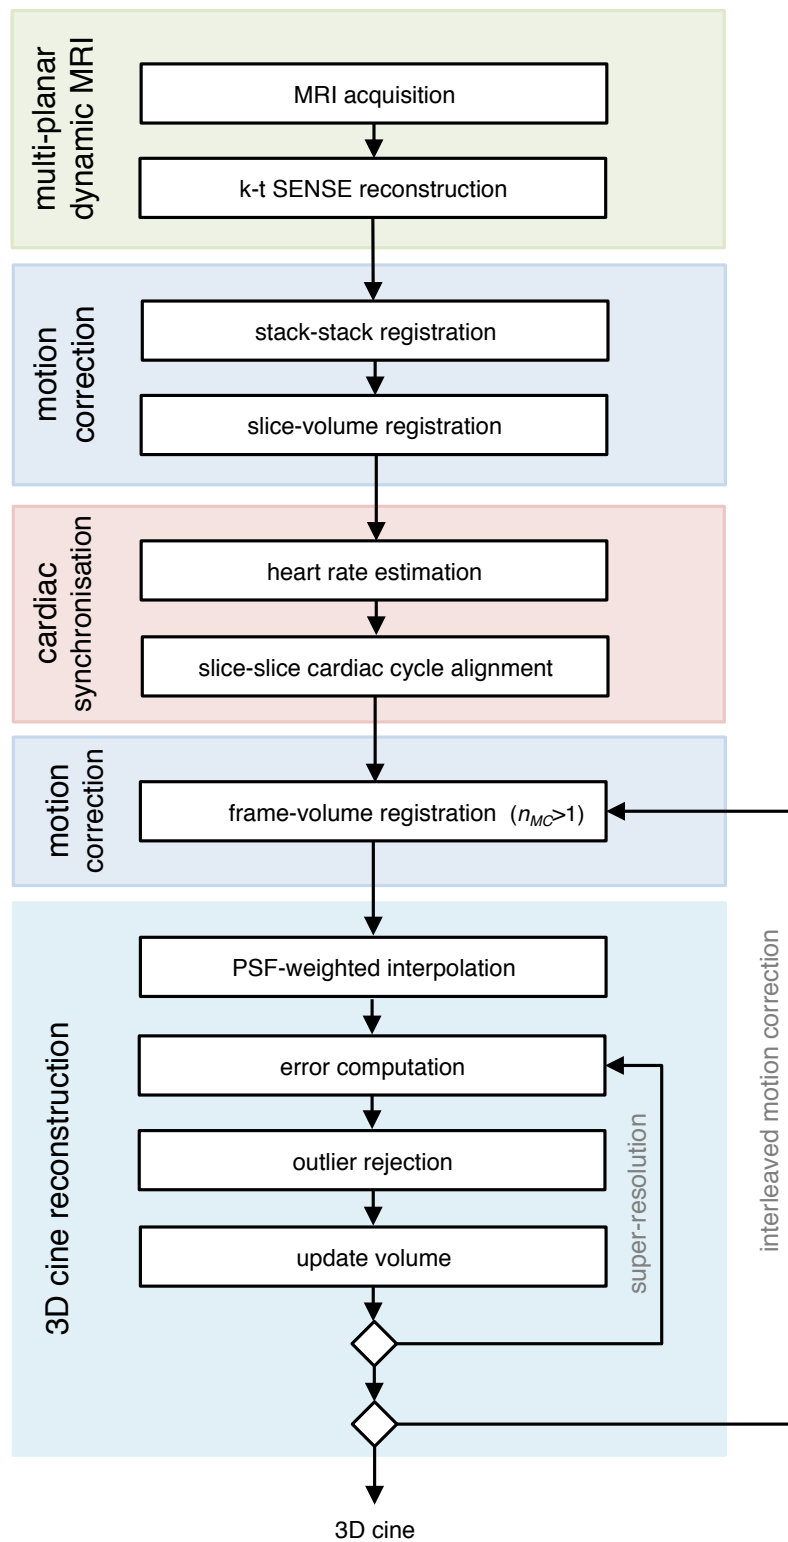 multi-planar
dynamic MRI
MRI acquisition
k-t SENSE reconstruction
motion
correction
stack-stack registration
slice-volume registration
cardiac
synchronisation
heart rate estimation
slice-slice cardiac cycle alignment
motion
correction
frame-volume registration (nMC>1)
3D cine reconstruction
PSF-weighted interpolation
error computation
outlier rejection
update volume
super-resolution
interleaved motion correction
3D cine